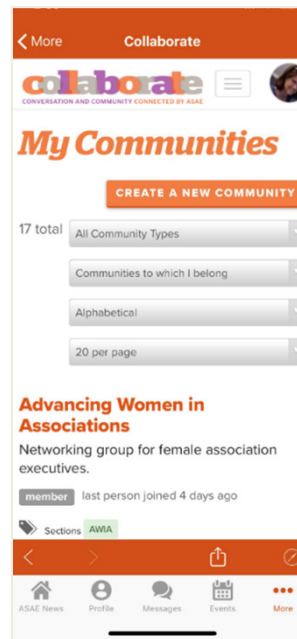 More
Collaborate
collaborate
CONVERSATION AND COMMUNITY CONNECTED BY ASAE
My Communities
CREATE A NEW COMMUNITY
17 total
All Community Types
Communities to which I belong
Alphabetical
20 per page
Advancing Women in
Associations
Networking group for female association
executives.
member last person joined 4 days ago
Sections AWIA
ASAE News Profile Messages Events More